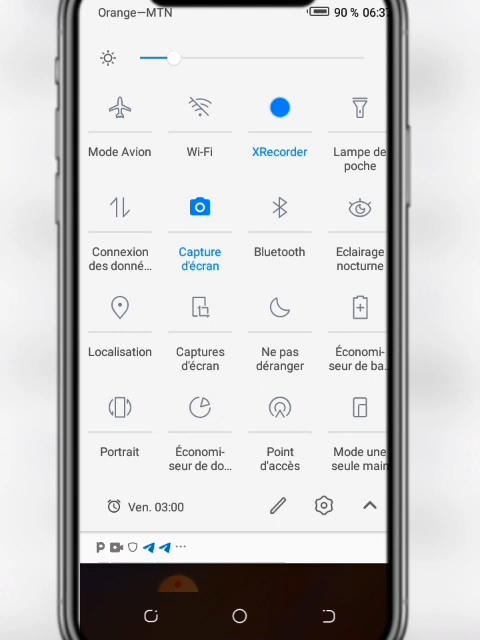 Orange—MTN 90 % 06:37
Mode Avion Wi-Fi XRecorder Lampe de
poche
Connexion Capture Bluetooth Eclairage
des donné... d'écran nocturne
Localisation Captures Ne pas Économi-
d'écran déranger seur de ba...
Portrait Économi- Point Mode une
seur de do... d'accès seule main
Ven. 03:00